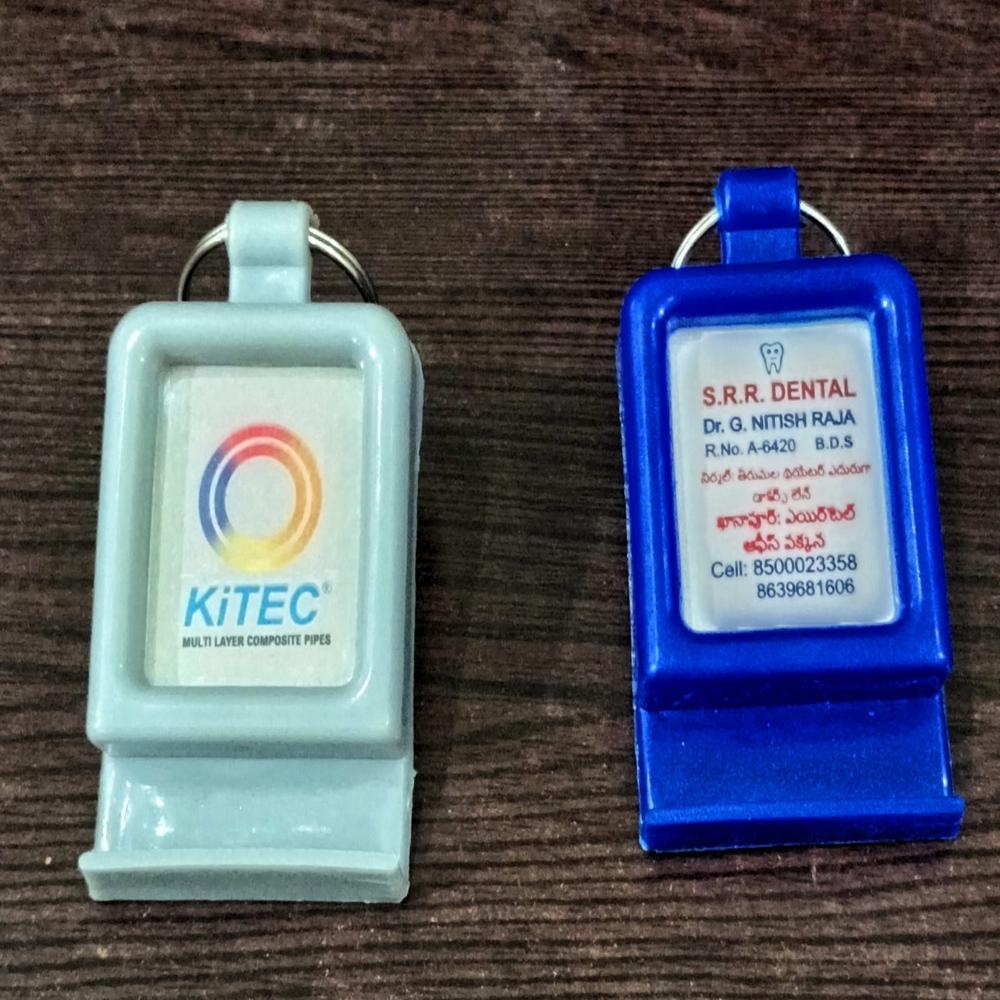 KiTEC®
MULTI LAYER COMPOSITE PIPES
S.R.R. DENTAL
Dr. G. NITISH RAJA
R.No. A-6420 B.D.S
నిర్మల్: తిరుమల థియేటర్ ఎదురుగా
డాక్టర్స్ లేన్
ఖానాపూర్: ఎయిర్‌టెల్
ఆఫీస్ పక్కన
Cell: 8500023358
8639681606